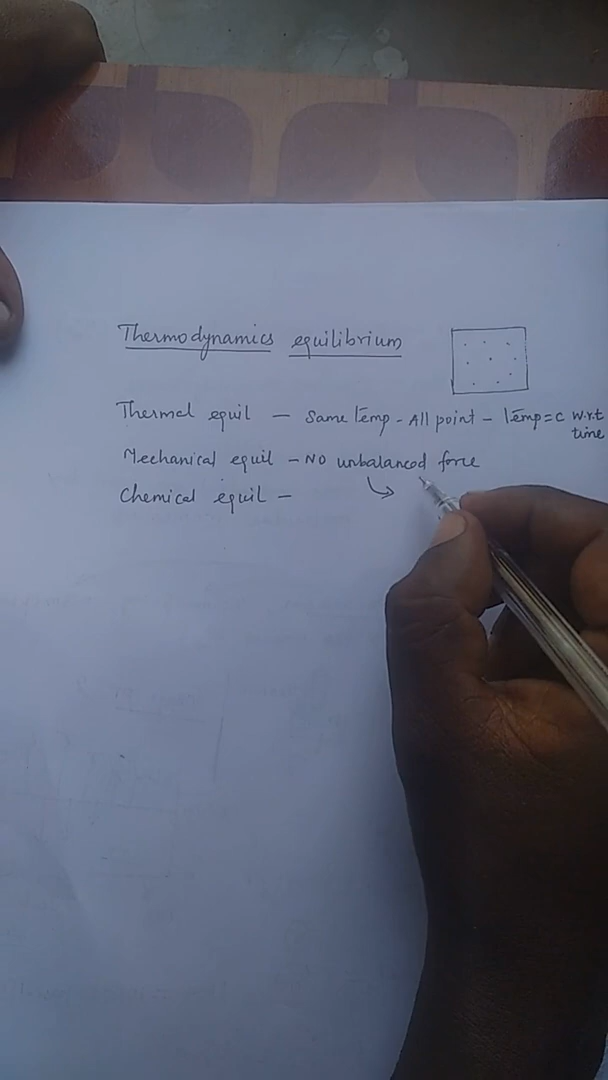 Thermodynamics equilibrium
Thermal equil - Same Temp - All point - Temp = C w.r.t time
Mechanical equil - NO unbalanced force
Chemical equil -